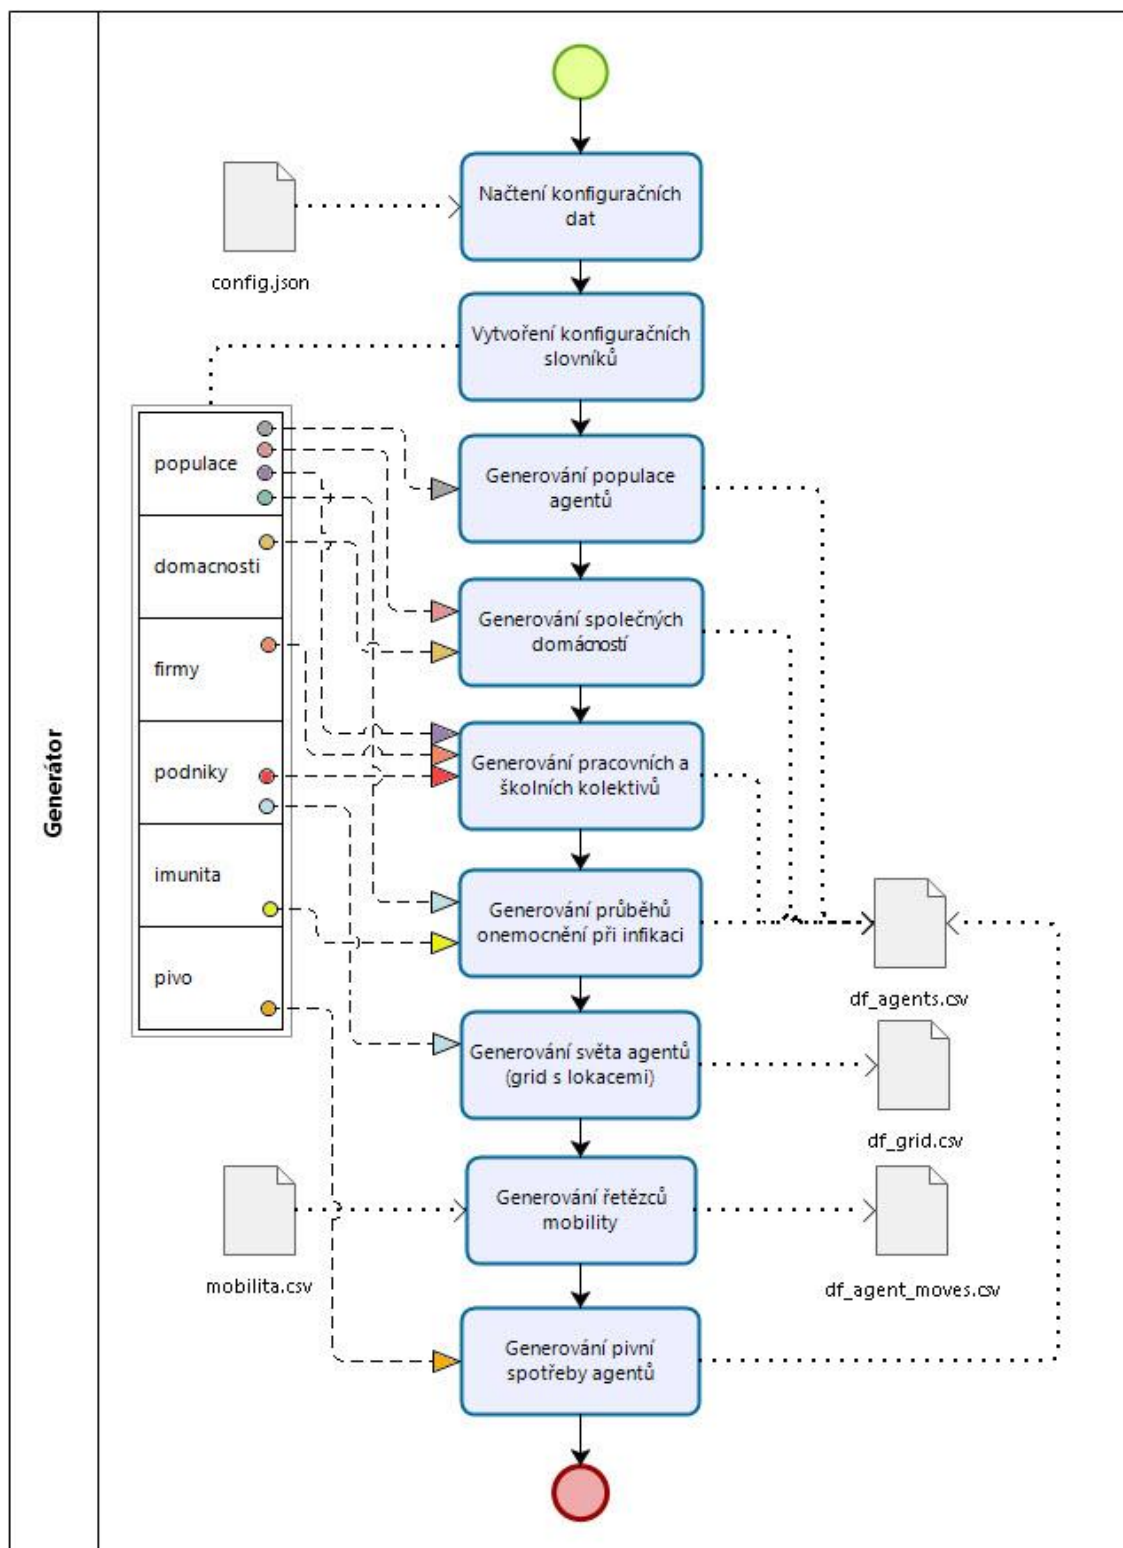 Generátor
Načtení konfiguračních
dat
config.json
Vytvoření konfiguračních
slovníků
populace
domacnosti
firmy
podniky
imunita
pivo
Generování populace
agentů
Generování společných
domácností
Generování pracovních a
školních kolektivů
Generování průběhů
onemocnění při infikaci
df_agents.csv
Generování světa agentů
(grid s lokacemi)
df_grid.csv
Generování řetězců
mobility
mobilita.csv
df_agent_moves.csv
Generování pivní
spotřeby agentů